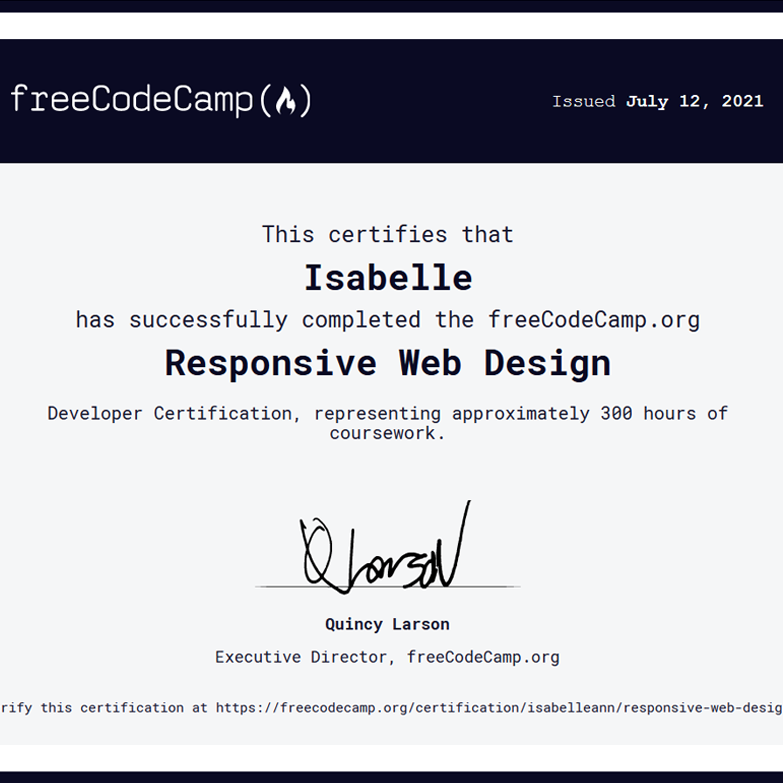 freeCodeCamp
Issued July 12, 2021
This certifies that
Isabelle
has successfully completed the freeCodeCamp.org
Responsive Web Design
Developer Certification, representing approximately 300 hours of
coursework.
Q Larson
Quincy Larson
Executive Director, freeCodeCamp.org
rify this certification at https://freecodecamp.org/certification/isabelleann/responsive-web-desig